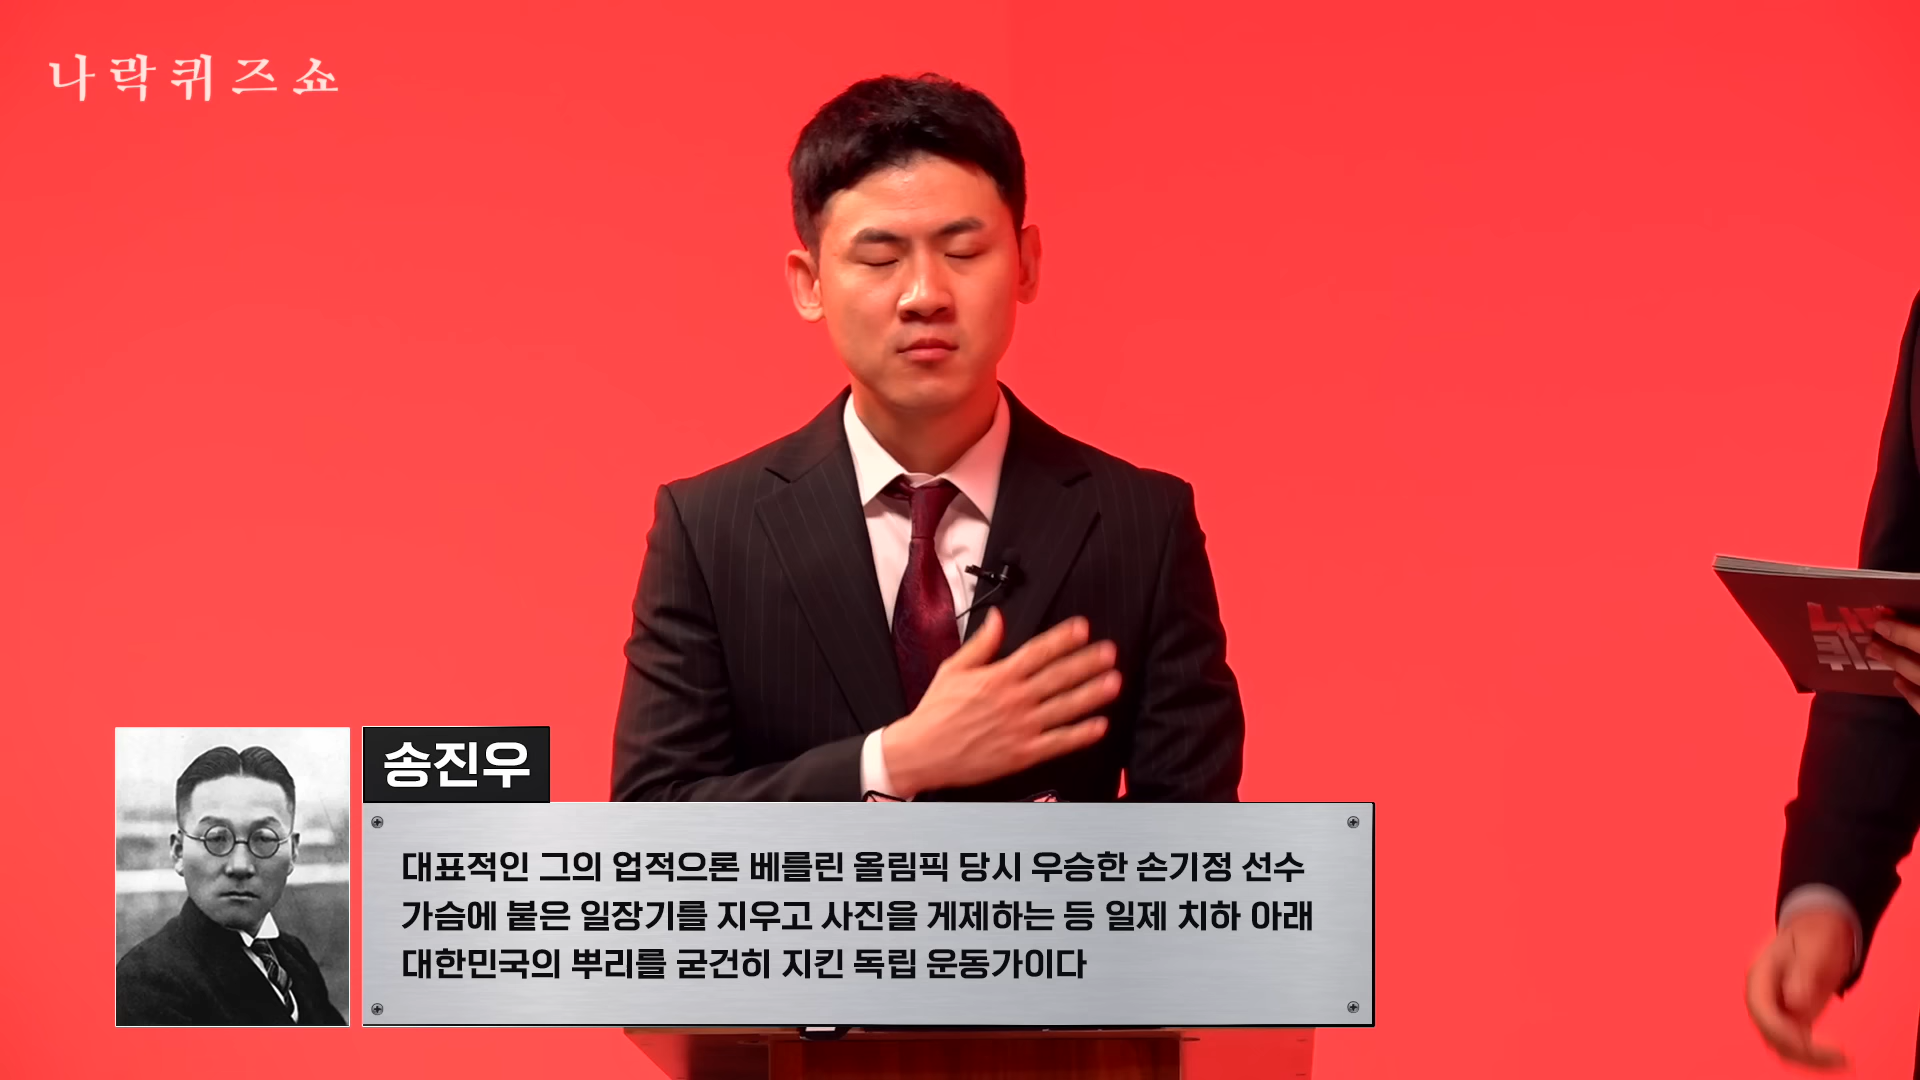 나락퀴즈쇼
송진우
대표적인 그의 업적으론 베를린 올림픽 당시 우승한 손기정 선수
가슴에 붙은 일장기를 지우고 사진을 게제하는 등 일제 치하 아래
대한민국의 뿌리를 굳건히 지킨 독립 운동가이다